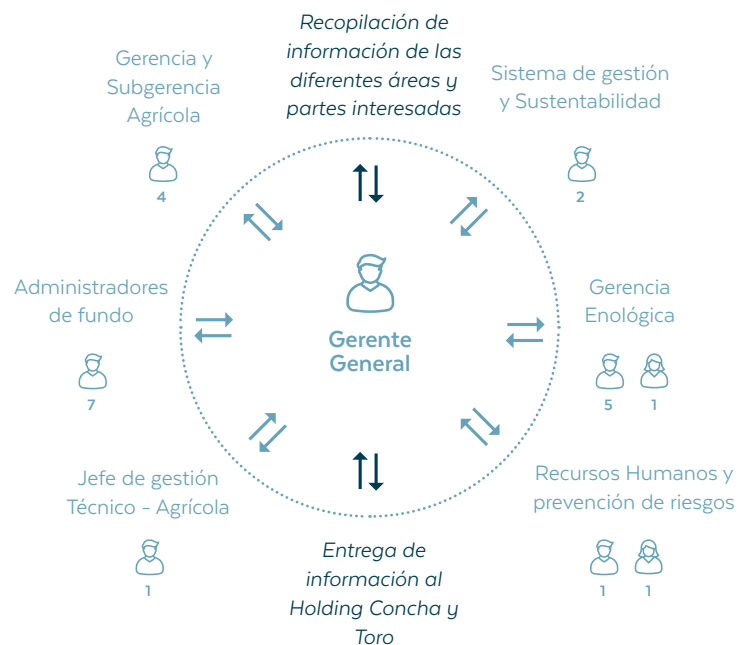 Recopilación de
información de las
diferentes áreas y
partes interesadas
Gerencia y
Subgerencia
Agrícola
4
Sistema de gestión
y Sustentabilidad
2
Administradores
de fundo
7
Gerente
General
Gerencia
Enológica
5 1
Jefe de gestión
Técnico - Agrícola
1
Recursos Humanos y
prevención de riesgos
1 1
Entrega de
información al
Holding Concha y
Toro